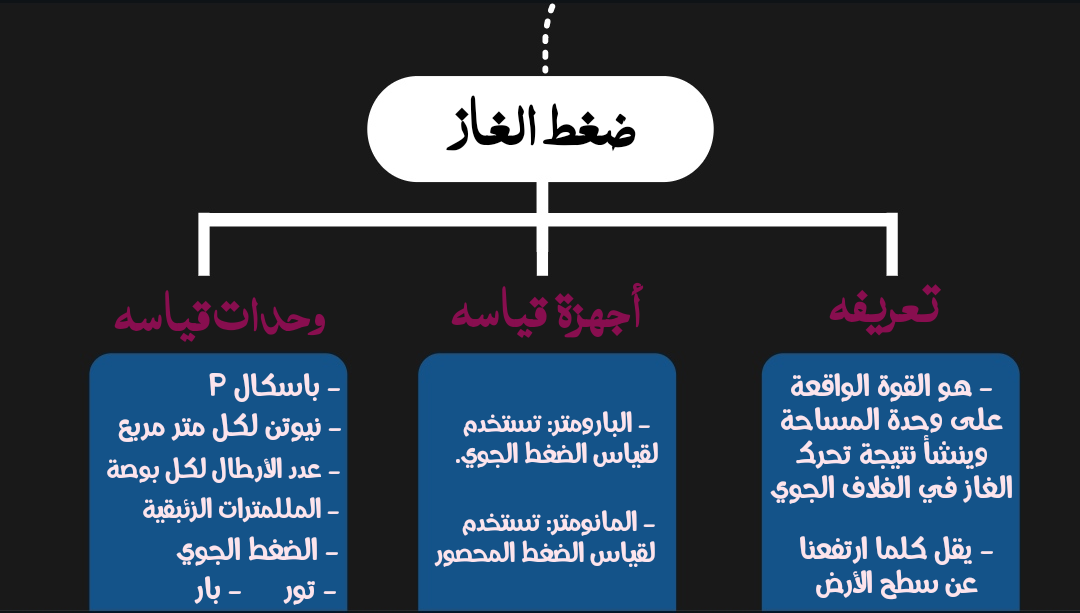 ضغط الغاز
تعريفه
- هو القوة الواقعة
على وحدة المساحة
وينشأ نتيجة تحرك
الغاز في الغلاف الجوي
- يقل كلما ارتفعنا
عن سطح الأرض
أجهزة قياسه
- البارومتر: تستخدم
لقياس الضغط الجوي.
- المانومتر: تستخدم
لقياس الضغط المحصور
وحدات قياسه
- باسكال P
- نيوتن لكل متر مربع
- عدد الأرطال لكل بوصة
- المللمترات الزئبقية
- الضغط الجوي
- تور - بار